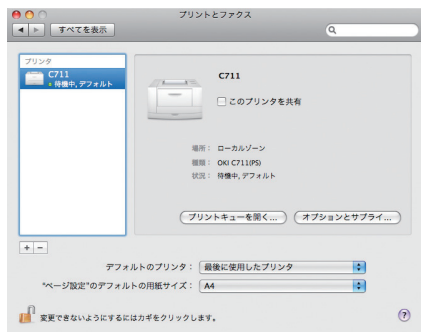 プリントとファクス
すべてを表示
プリンタ
C711
待機中, デフォルト
C711
このプリンタを共有
場所： ローカルゾーン
種類： OKI C711(PS)
状況： 待機中, デフォルト
プリントキューを開く...
オプションとサプライ...
+ −
デフォルトのプリンタ： 最後に使用したプリンタ
"ページ設定"のデフォルトの用紙サイズ： A4
変更できないようにするにはカギをクリックします。
?